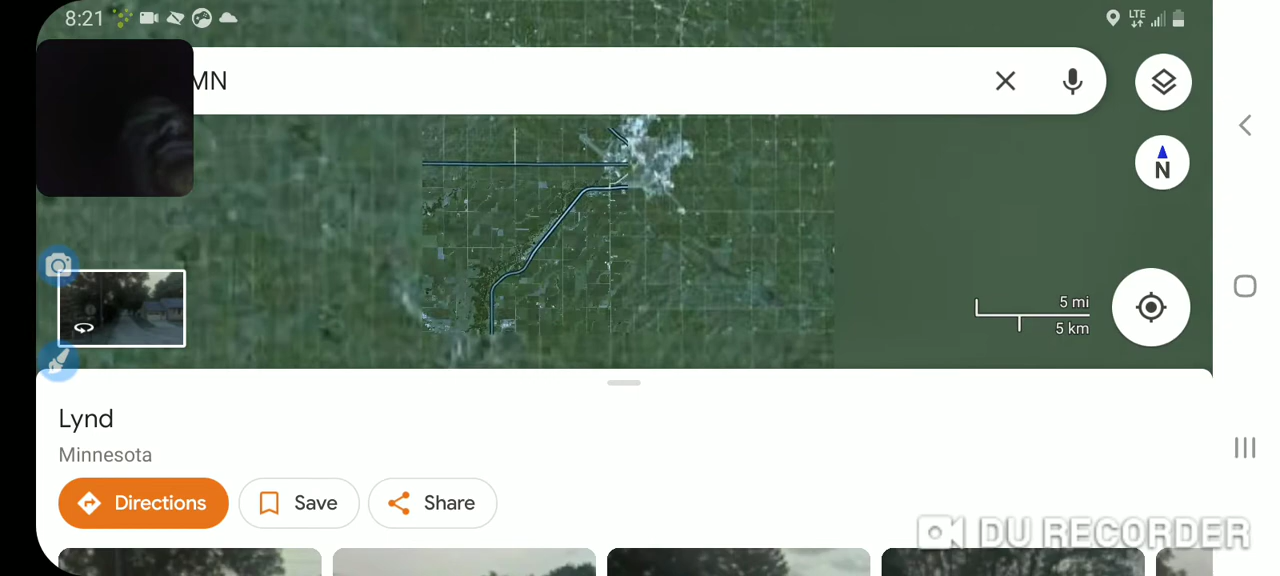 8:21
LTE
MN
N
5 mi
5 km
Lynd
Minnesota
Directions
Save
Share
DU RECORDER